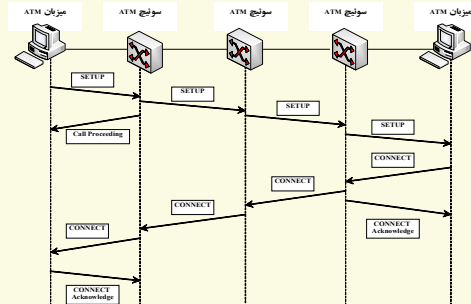 میزبان ATM
سوئیچ ATM
سوئیچ ATM
سوئیچ ATM
میزبان ATM
SETUP
SETUP
SETUP
Call Proceeding
SETUP
CONNECT
CONNECT
CONNECT
CONNECT
Acknowledge
CONNECT
CONNECT
Acknowledge